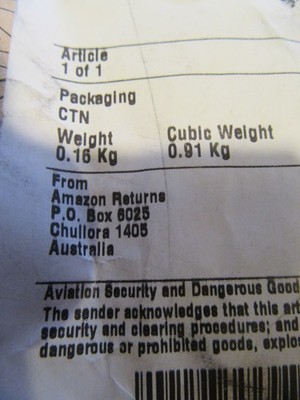 Article
1 of 1
Packaging
CTN
Weight Cubic Weight
0.16 Kg 0.91 Kg
From
Amazon Returns
P.O. Box 6025
Chullora 1405
Australia
Aviation Security and Dangerous Good
The sender acknowledges that this art
security and clearing procedures; and
dangerous or prohibited goods, explos